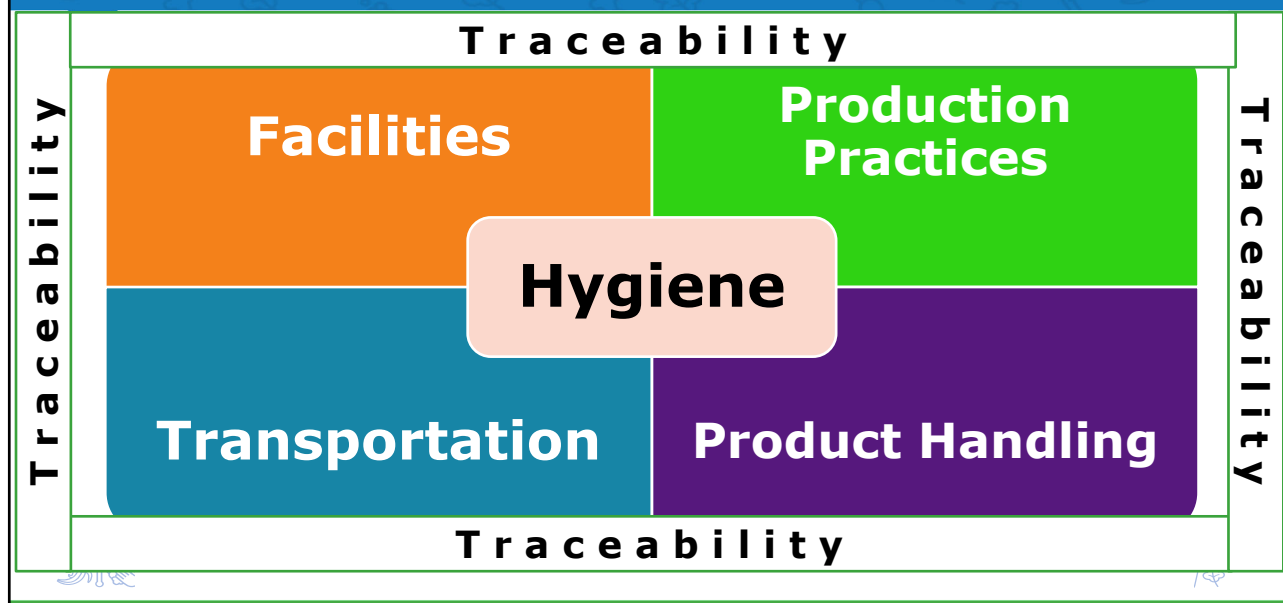 Traceability
Traceability
Facilities
Production
Practices
Traceability
Hygiene
Transportation
Product Handling
Traceability